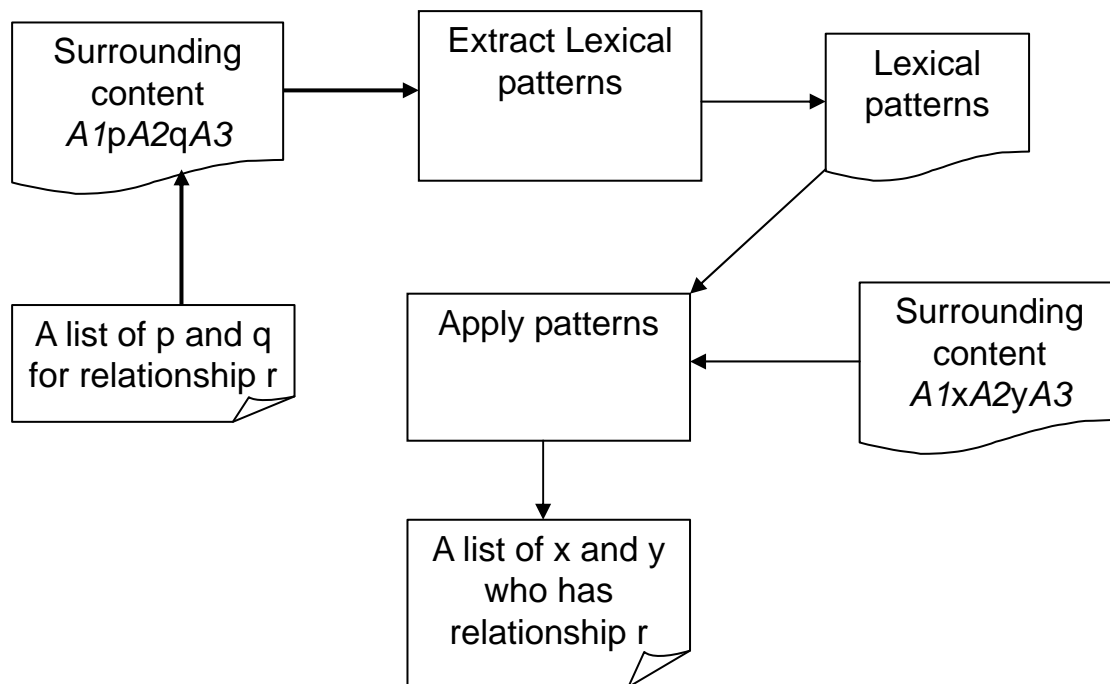 Surrounding
content
A1pA2qA3
Extract Lexical
patterns
Lexical
patterns
A list of p and q
for relationship r
Apply patterns
Surrounding
content
A1xA2yA3
A list of x and y
who has
relationship r